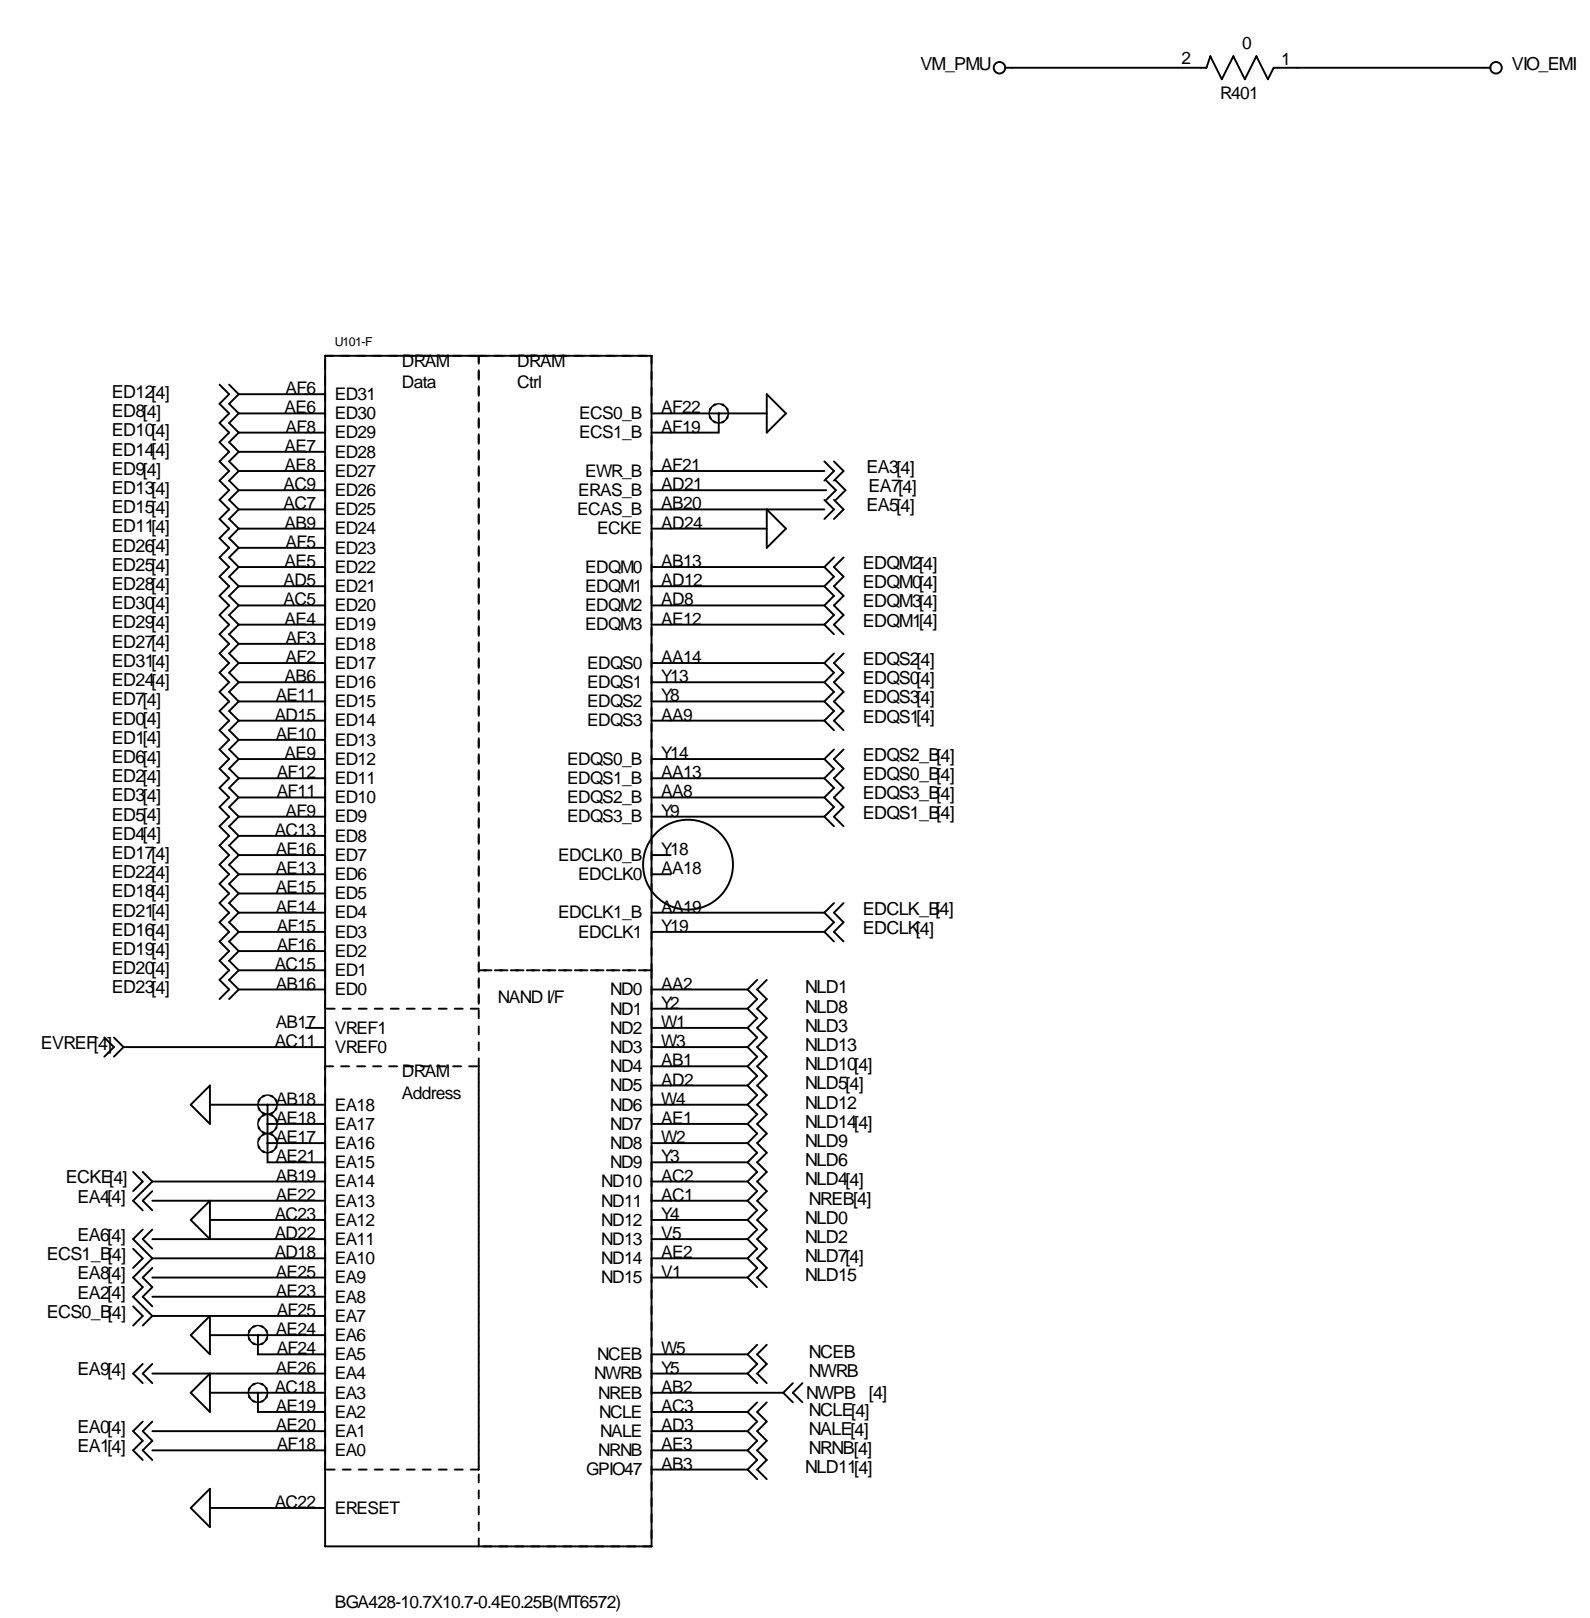 VM_PMU 2 0 1 VIO_EMI
R401
U101-F
DRAM Data
DRAM Ctrl
ED12[4] AF6 ED31
ED8[4] AE6 ED30 ECS0_B AF22
ED10[4] AF8 ED29 ECS1_B AF19
ED14[4] AE7 ED28
ED9[4] AE8 ED27 EWR_B AF21 EA3[4]
ED13[4] AC9 ED26 ERAS_B AD21 EA7[4]
ED15[4] AC7 ED25 ECAS_B AB20 EA5[4]
ED11[4] AB9 ED24 ECKE AD24
ED26[4] AF5 ED23
ED25[4] AE5 ED22 EDQM0 AB13 EDQM2[4]
ED28[4] AD5 ED21 EDQM1 AD12 EDQM0[4]
ED30[4] AC5 ED20 EDQM2 AD8 EDQM3[4]
ED29[4] AE4 ED19 EDQM3 AE12 EDQM1[4]
ED27[4] AF3 ED18
ED31[4] AF2 ED17 EDQS0 AA14 EDQS2[4]
ED24[4] AB6 ED16 EDQS1 Y13 EDQS0[4]
ED7[4] AE11 ED15 EDQS2 Y8 EDQS3[4]
ED0[4] AD15 ED14 EDQS3 AA9 EDQS1[4]
ED1[4] AE10 ED13
ED6[4] AE9 ED12 EDQS0_B Y14 EDQS2_B[4]
ED2[4] AF12 ED11 EDQS1_B AA13 EDQS0_B[4]
ED3[4] AF11 ED10 EDQS2_B AA8 EDQS3_B[4]
ED5[4] AF9 ED9 EDQS3_B Y9 EDQS1_B[4]
ED4[4] AC13 ED8
ED17[4] AE16 ED7 EDCLK0_B Y18
ED22[4] AE13 ED6 EDCLK0 AA18
ED18[4] AE15 ED5
ED21[4] AE14 ED4 EDCLK1_B AA19 EDCLK_B[4]
ED16[4] AF15 ED3 EDCLK1 Y19 EDCLK[4]
ED19[4] AF16 ED2
ED20[4] AC15 ED1
ED23[4] AB16 ED0 NAND I/F ND0 AA2 NLD1
ND1 Y2 NLD8
AB17 VREF1 ND2 W1 NLD3
EVREF[4] AC11 VREF0 ND3 W3 NLD13
DRAM Address
ND4 AB1 NLD10[4]
ND5 AD2 NLD5[4]
AB18 EA18 ND6 W4 NLD12
AE18 EA17 ND7 AE1 NLD14[4]
AE17 EA16 ND8 W2 NLD9
AE21 EA15 ND9 Y3 NLD6
ECKE[4] AB19 EA14 ND10 AC2 NLD4[4]
EA4[4] AE22 EA13 ND11 AC1 NREB[4]
AC23 EA12 ND12 Y4 NLD0
EA6[4] AD22 EA11 ND13 V5 NLD2
ECS1_B[4] AD18 EA10 ND14 AE2 NLD7[4]
EA8[4] AE25 EA9 ND15 V1 NLD15
EA2[4] AE23 EA8
ECS0_B[4] AF25 EA7
AE24 EA6
AF24 EA5 NCEB W5 NCEB
EA9[4] AE26 EA4 NWRB Y5 NWRB
AC18 EA3 NREB AB2 NWPB [4]
AE19 EA2 NCLE AC3 NCLE[4]
EA0[4] AE20 EA1 NALE AD3 NALE[4]
EA1[4] AF18 EA0 NRNB AE3 NRNB[4]
GPIO47 AB3 NLD11[4]
AC22 ERESET
BGA428-10.7X10.7-0.4E0.25B(MT6572)